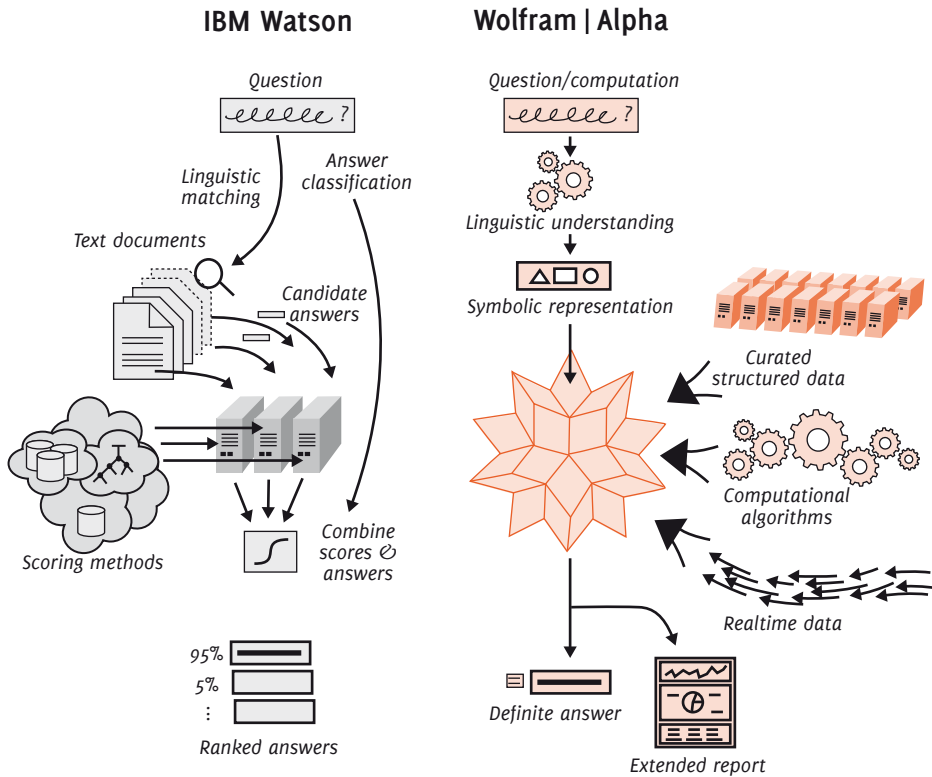 IBM Watson
Question
?
Linguistic
matching
Answer
classification
Text documents
Candidate
answers
Scoring methods
Combine
scores &
answers
95%
5%
:
Ranked answers
Wolfram | Alpha
Question/computation
?
Linguistic understanding
Symbolic representation
Curated
structured data
Computational
algorithms
Realtime data
Definite answer
Extended report